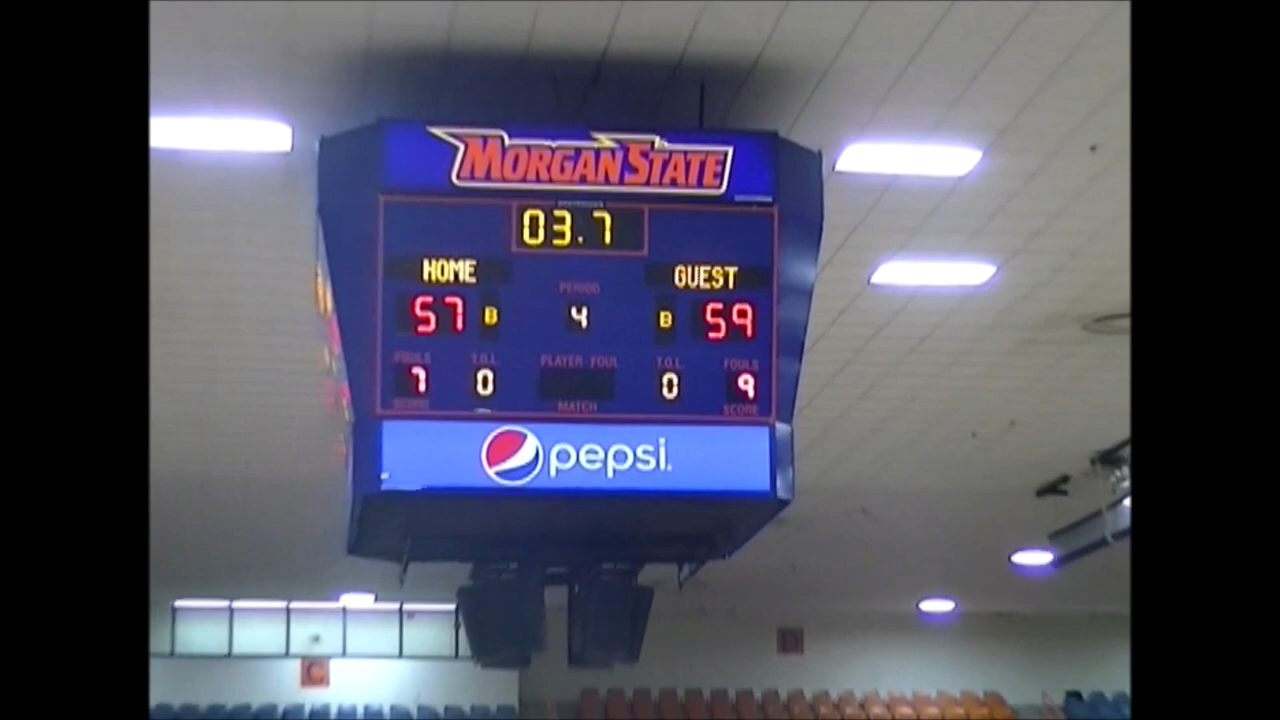 MORGAN STATE
03.7
HOME GUEST
PERIOD
57 B 4 B 59
FOULS T.O.L. PLAYER-FOUL T.O.L. FOULS
7 0 0 9
MATCH SCORE
pepsi.
C D